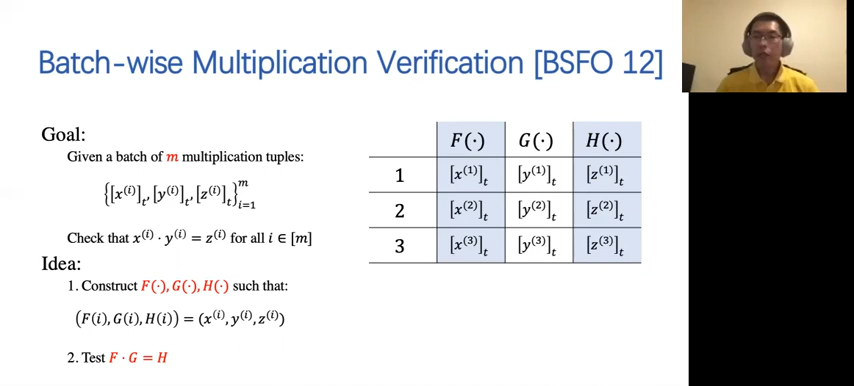 Batch-wise Multiplication Verification [BSFO 12]
Goal:
Given a batch of m multiplication tuples:
{[x^(i)]_t, [y^(i)]_t, [z^(i)]_t}_{i=1}^m
Check that x^(i) · y^(i) = z^(i) for all i ∈ [m]
Idea:
1. Construct F(·), G(·), H(·) such that:
(F(i), G(i), H(i)) = (x^(i), y^(i), z^(i))
2. Test F · G = H
F(·) G(·) H(·)
1 [x^(1)]_t [y^(1)]_t [z^(1)]_t
2 [x^(2)]_t [y^(2)]_t [z^(2)]_t
3 [x^(3)]_t [y^(3)]_t [z^(3)]_t